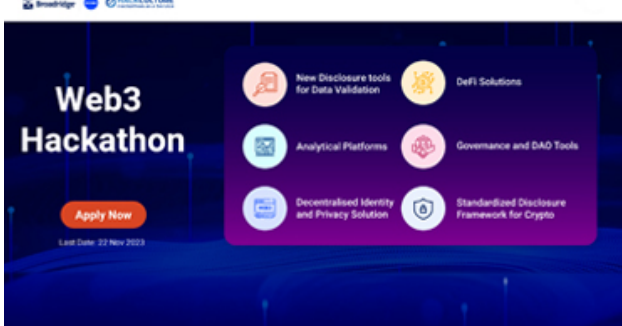 Broadridge
Web3
Hackathon
Apply Now
Last Date: 22 Nov 2023
New Disclosure tools
for Data Validation
DeFi Solutions
Analytical Platforms
Governance and DAO Tools
Decentralised Identity
and Privacy Solution
Standardized Disclosure
Framework for Crypto